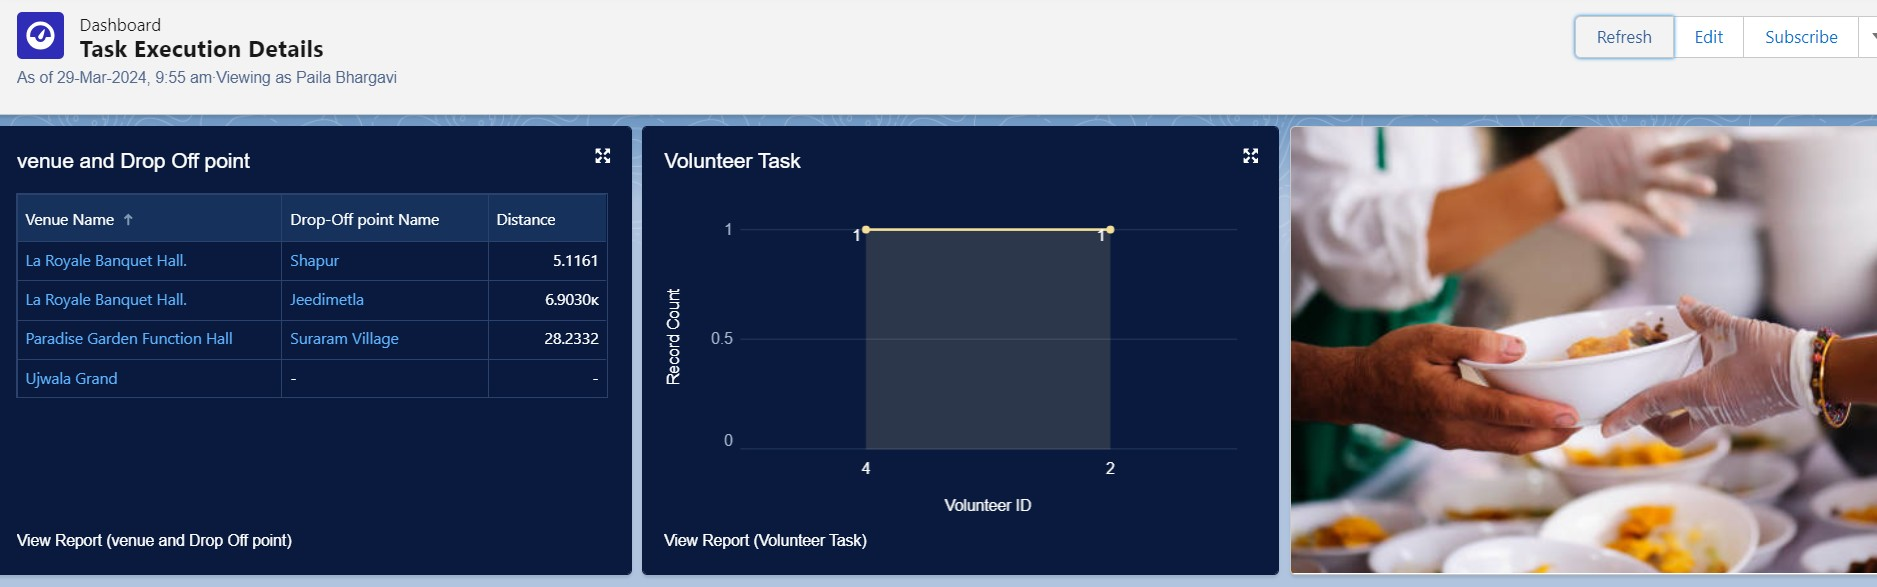 Dashboard
Task Execution Details
As of 29-Mar-2024, 9:55 am·Viewing as Paila Bhargavi
Refresh
Edit
Subscribe
venue and Drop Off point
Venue Name ↑ Drop-Off point Name Distance
La Royale Banquet Hall. Shapur 5.1161
La Royale Banquet Hall. Jeedimetla 6.9030K
Paradise Garden Function Hall Suraram Village 28.2332
Ujwala Grand - -
View Report (venue and Drop Off point)
Volunteer Task
Record Count
1
0.5
0
1
1
4
2
Volunteer ID
View Report (Volunteer Task)